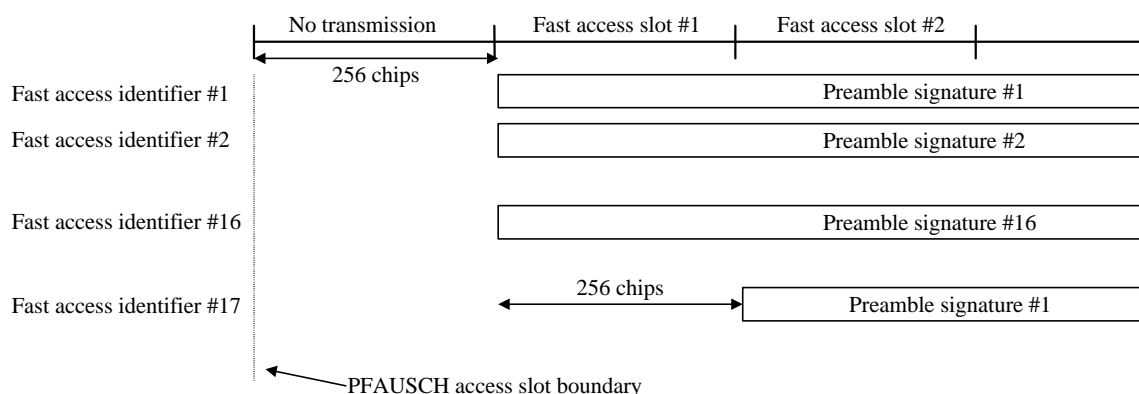 No transmission Fast access slot #1 Fast access slot #2
256 chips
Fast access identifier #1 Preamble signature #1
Fast access identifier #2 Preamble signature #2
Fast access identifier #16 Preamble signature #16
256 chips
Fast access identifier #17 Preamble signature #1
PFAUSCH access slot boundary